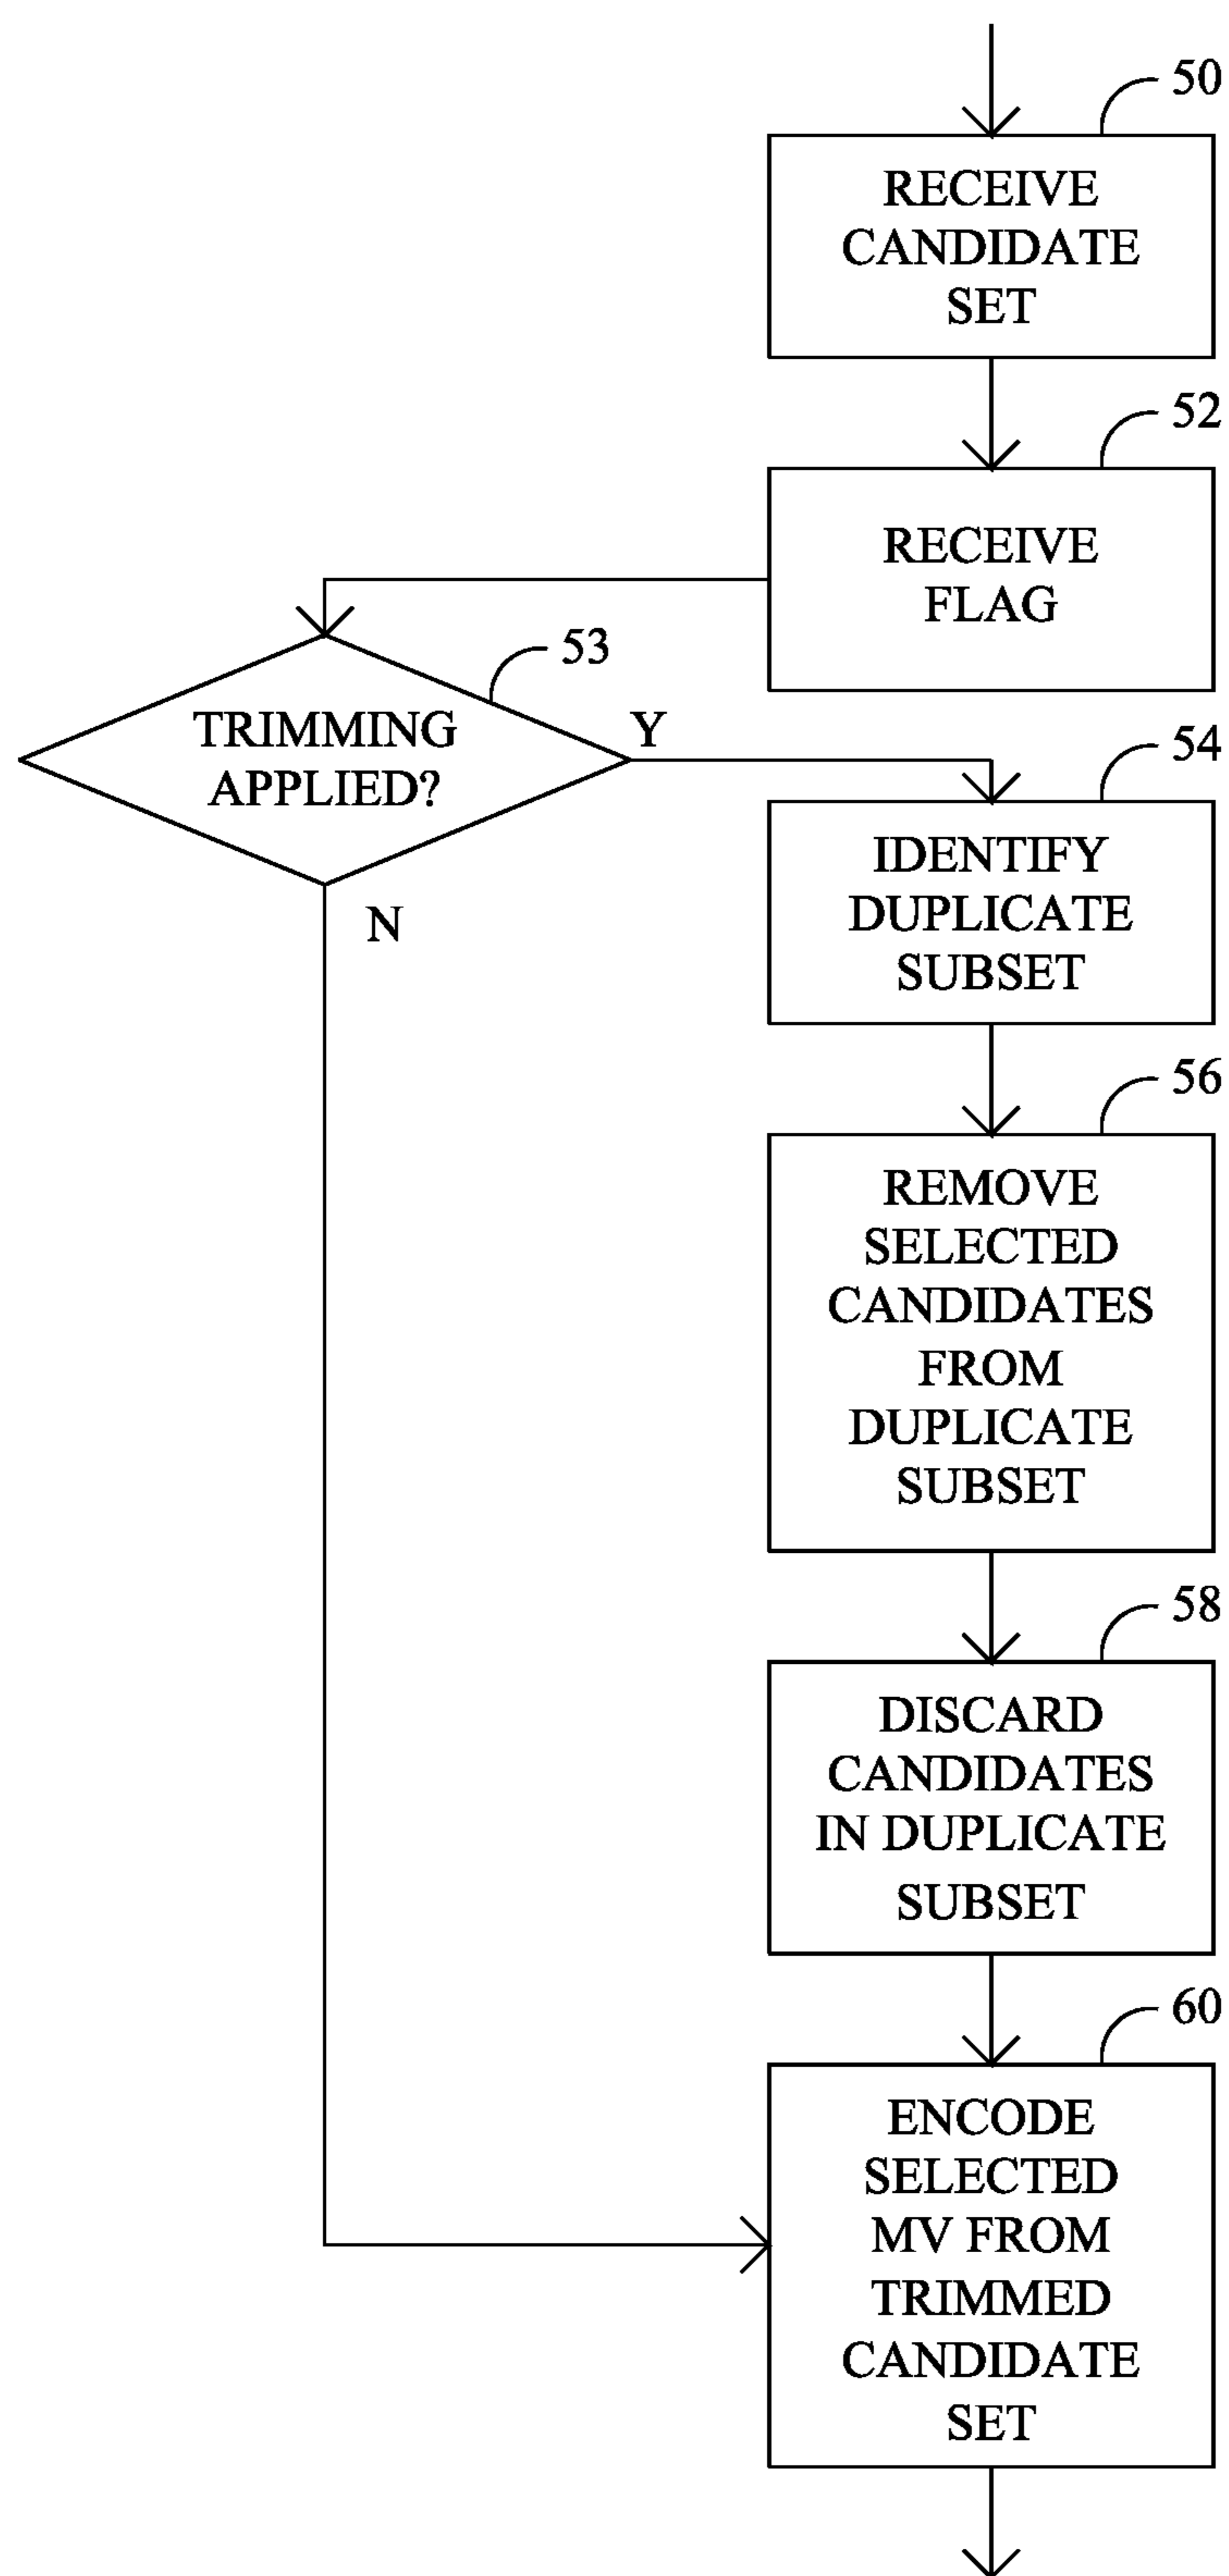 50
RECEIVE
CANDIDATE
SET
52
RECEIVE
FLAG
53
TRIMMING
APPLIED?
Y
N
54
IDENTIFY
DUPLICATE
SUBSET
56
REMOVE
SELECTED
CANDIDATES
FROM
DUPLICATE
SUBSET
58
DISCARD
CANDIDATES
IN DUPLICATE
SUBSET
60
ENCODE
SELECTED
MV FROM
TRIMMED
CANDIDATE
SET